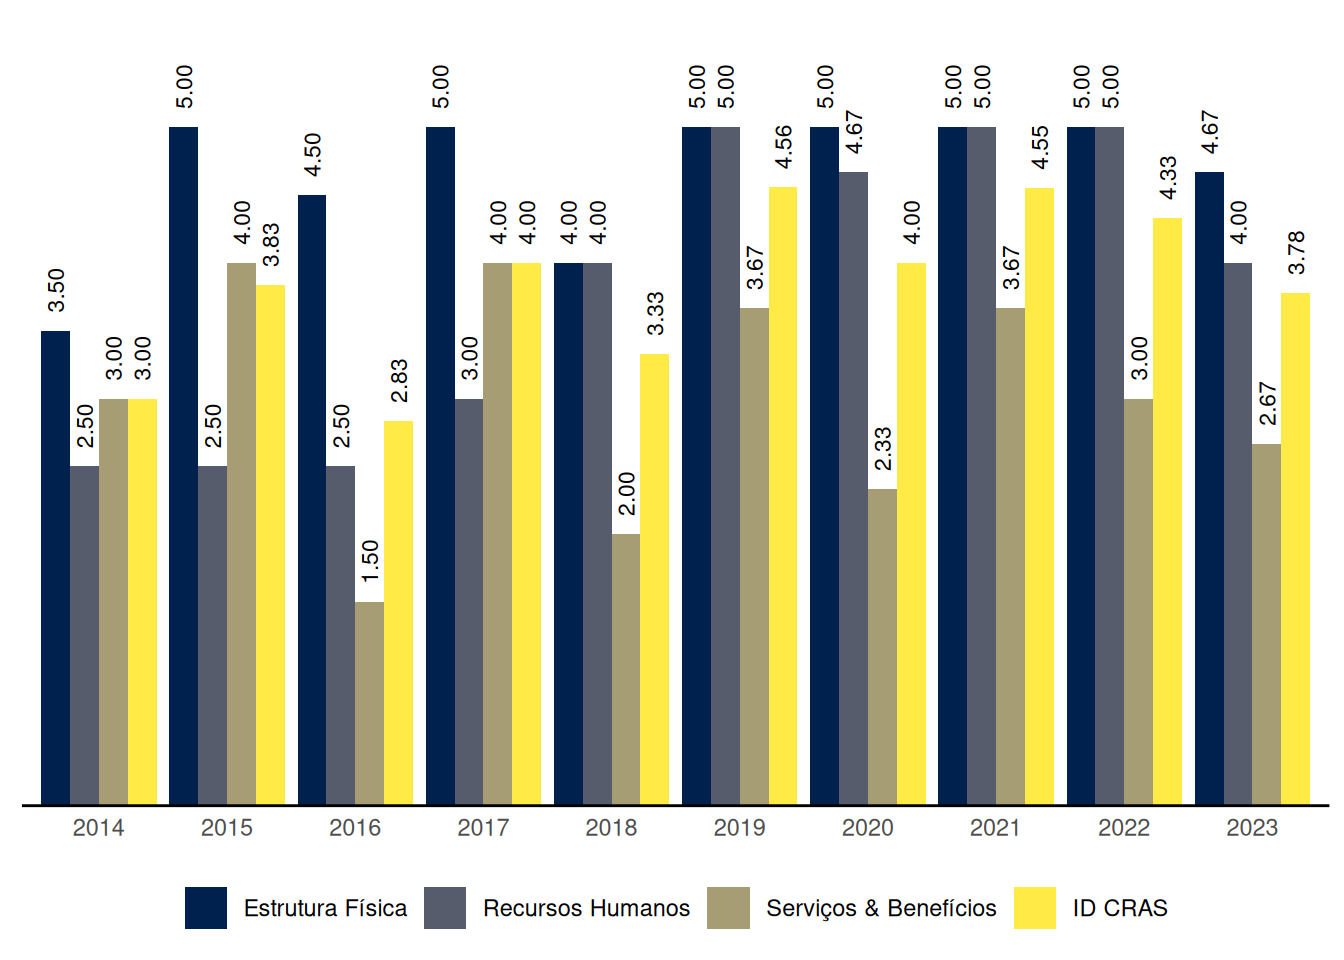 3.50 2.50 3.00 3.00
5.00 2.50 4.00 3.83
4.50 2.50 1.50 2.83
5.00 3.00 4.00 4.00
4.00 4.00 2.00 3.33
5.00 5.00 3.67 4.56
5.00 4.67 2.33 4.00
5.00 5.00 3.67 4.55
5.00 5.00 3.00 4.33
4.67 4.00 2.67 3.78
2014 2015 2016 2017 2018 2019 2020 2021 2022 2023
Estrutura Física Recursos Humanos Serviços & Benefícios ID CRAS